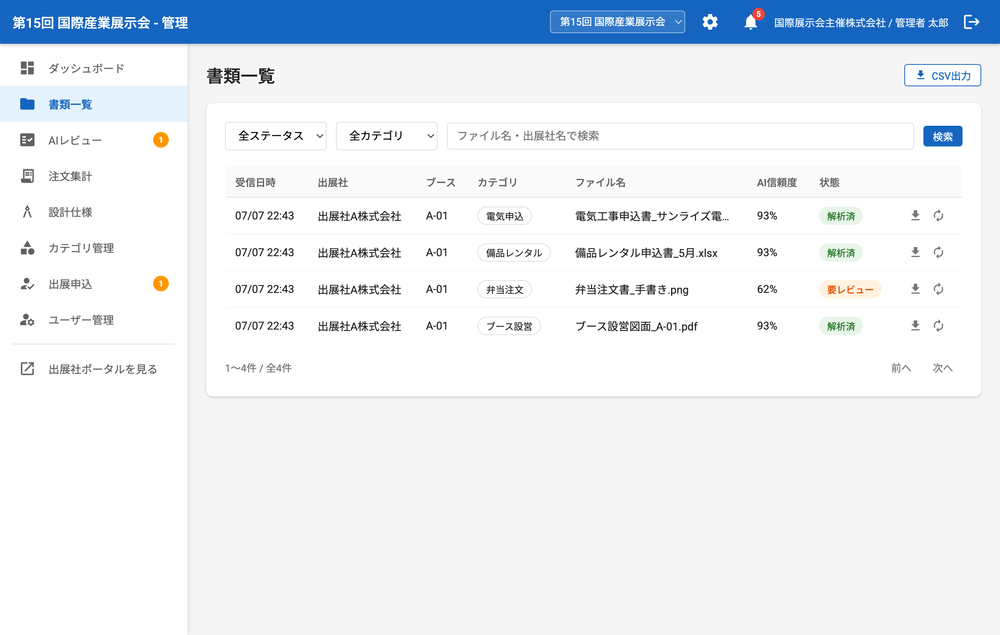 第15回 国際産業展示会 - 管理
第15回 国際産業展示会
5
国際展示会主催株式会社 / 管理者 太郎
ダッシュボード
書類一覧
AIレビュー 1
注文集計
設計仕様
カテゴリ管理
出展申込 1
ユーザー管理
出展社ポータルを見る
書類一覧
CSV出力
全ステータス 全カテゴリ ファイル名・出展社名で検索 検索
受信日時 出展社 ブース カテゴリ ファイル名 AI信頼度 状態
07/07 22:43 出展社A株式会社 A-01 電気申込 電気工事申込書_サンライズ電... 93% 解析済
07/07 22:43 出展社A株式会社 A-01 備品レンタル 備品レンタル申込書_5月.xlsx 93% 解析済
07/07 22:43 出展社A株式会社 A-01 弁当注文 弁当注文書_手書き.png 62% 要レビュー
07/07 22:43 出展社A株式会社 A-01 ブース設営 ブース設営図面_A-01.pdf 93% 解析済
1〜4件 / 全4件 前へ 次へ